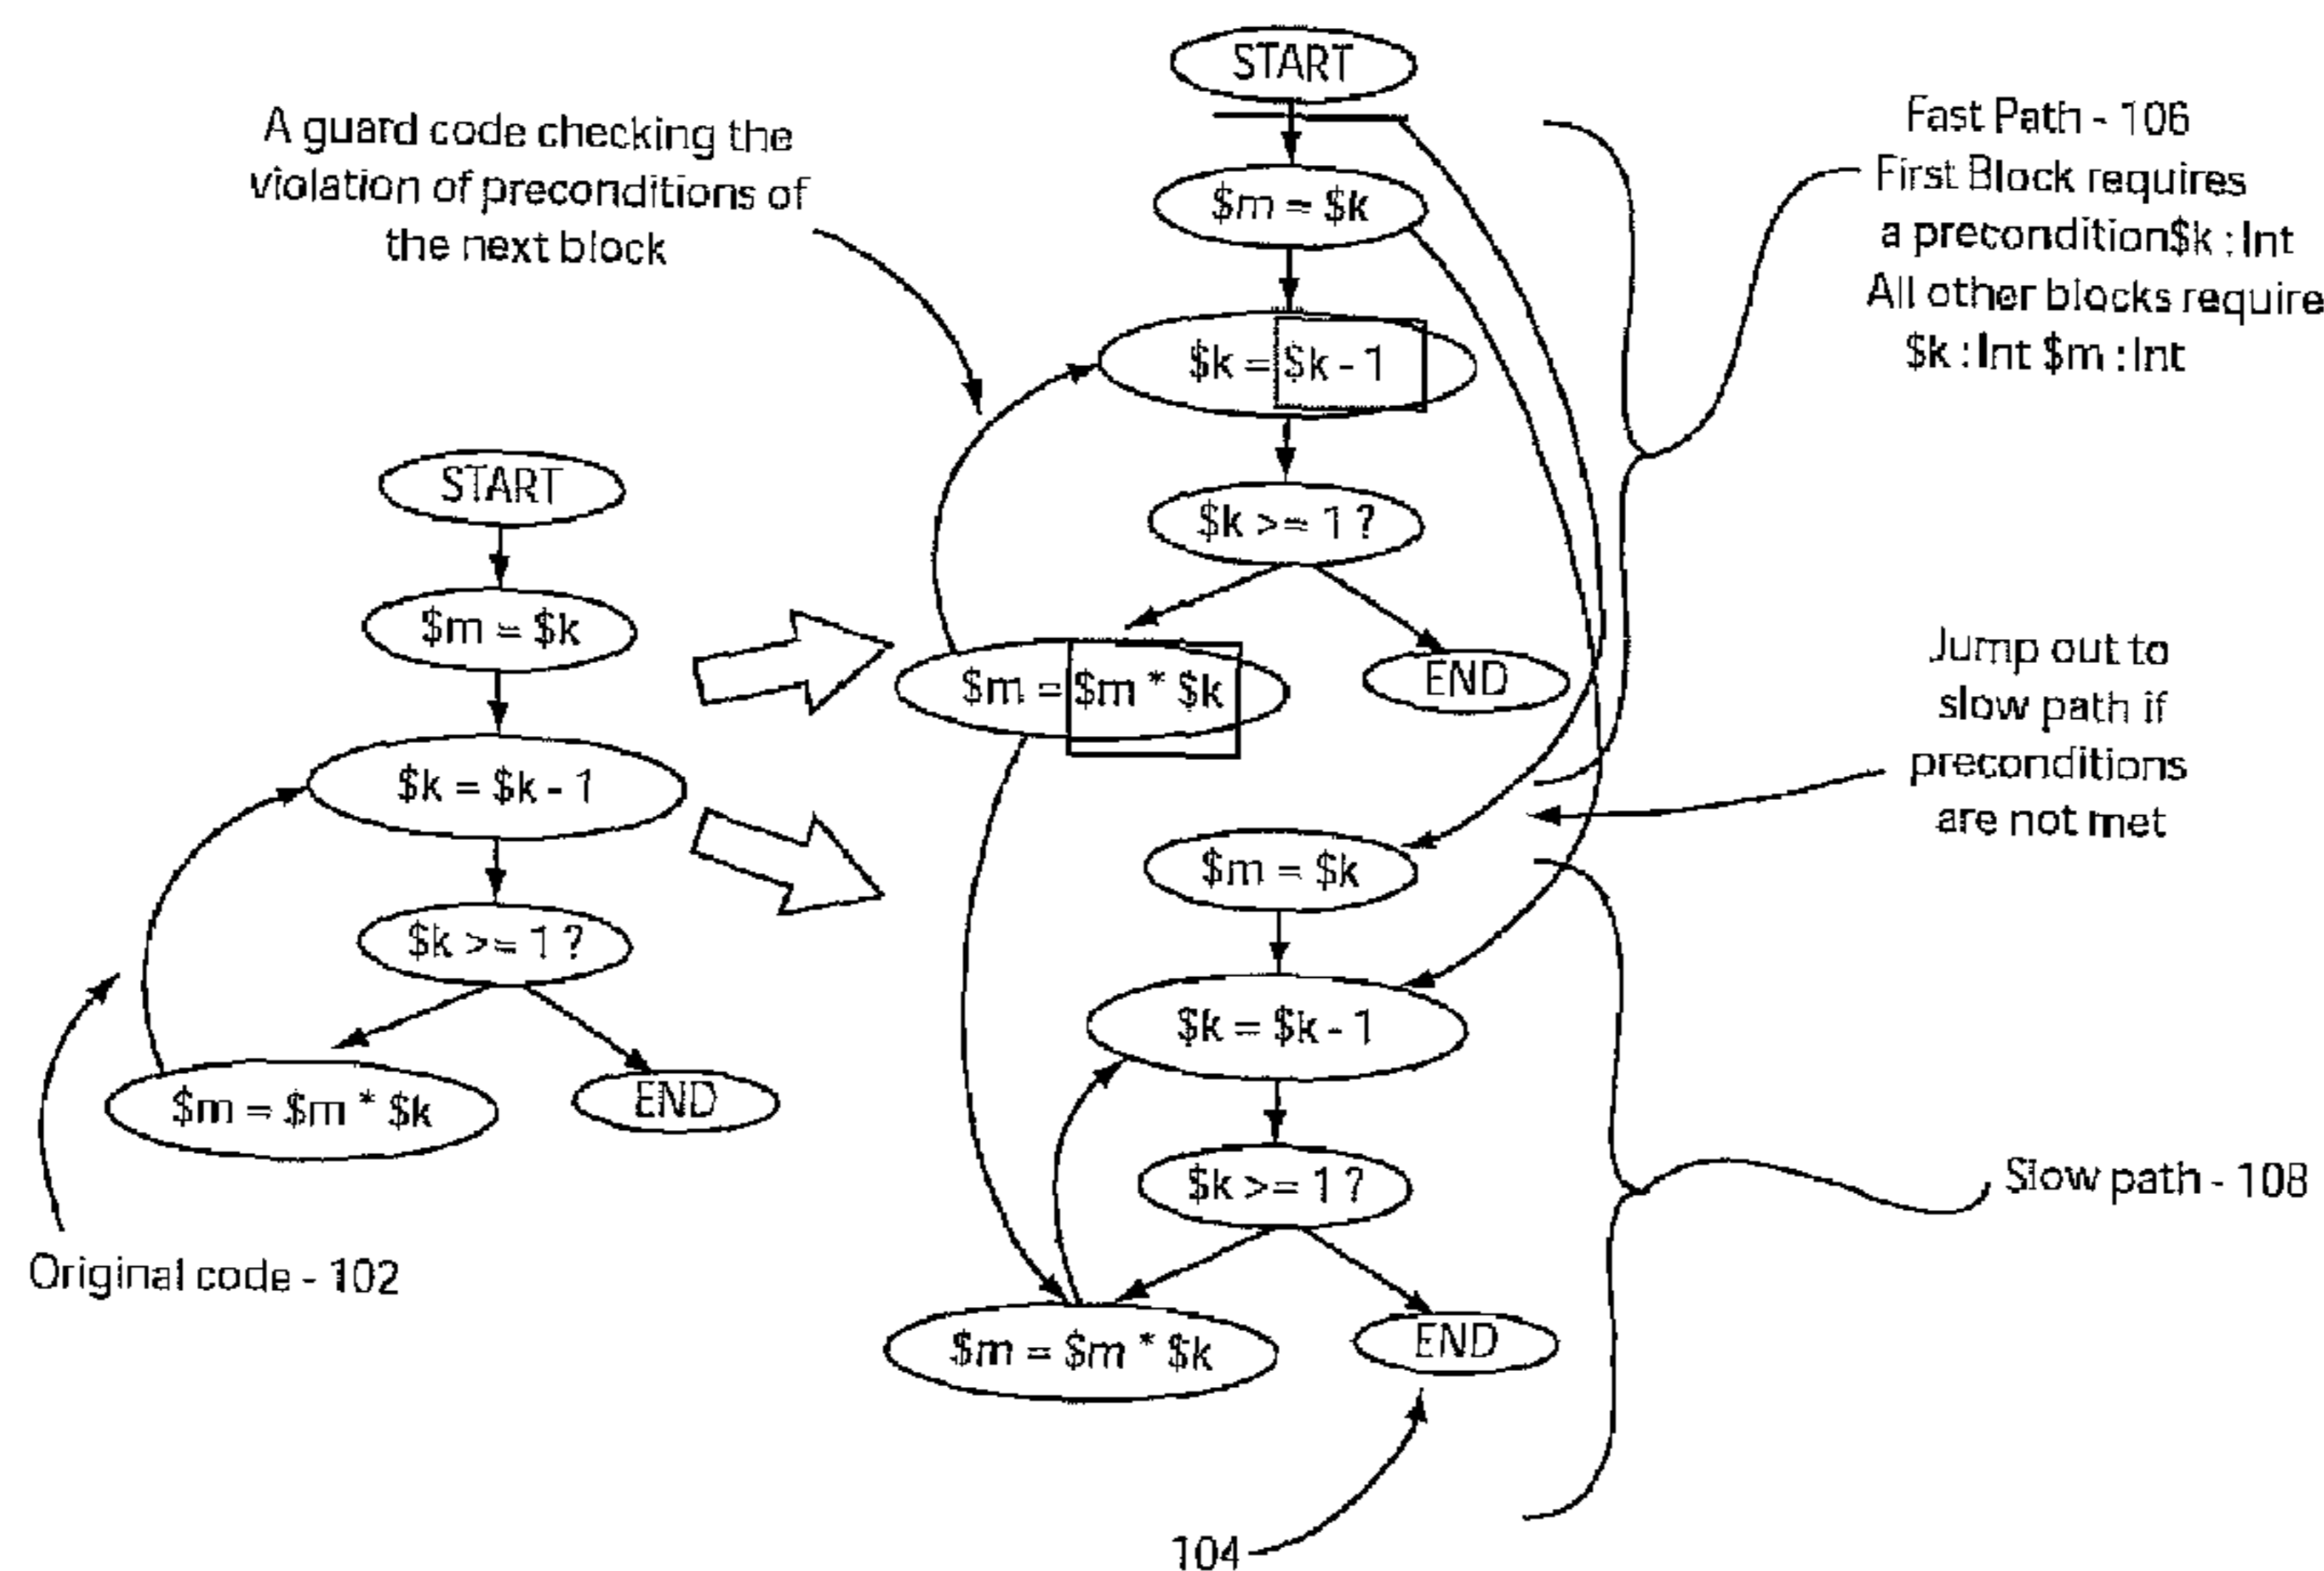 START
A guard code checking the
violation of preconditions of
the next block
$m = $k
$k = $k - 1
$k >= 1 ?
$m = $m * $k
END
Fast Path - 106
First Block requires
a precondition$k : Int
All other blocks require
$k : Int $m : Int
START
$m = $k
$k = $k - 1
$k >= 1 ?
$m = $m * $k
END
Original code - 102
Jump out to
slow path if
preconditions
are not met
$m = $k
$k = $k - 1
$k >= 1 ?
$m = $m * $k
END
Slow path - 108
104